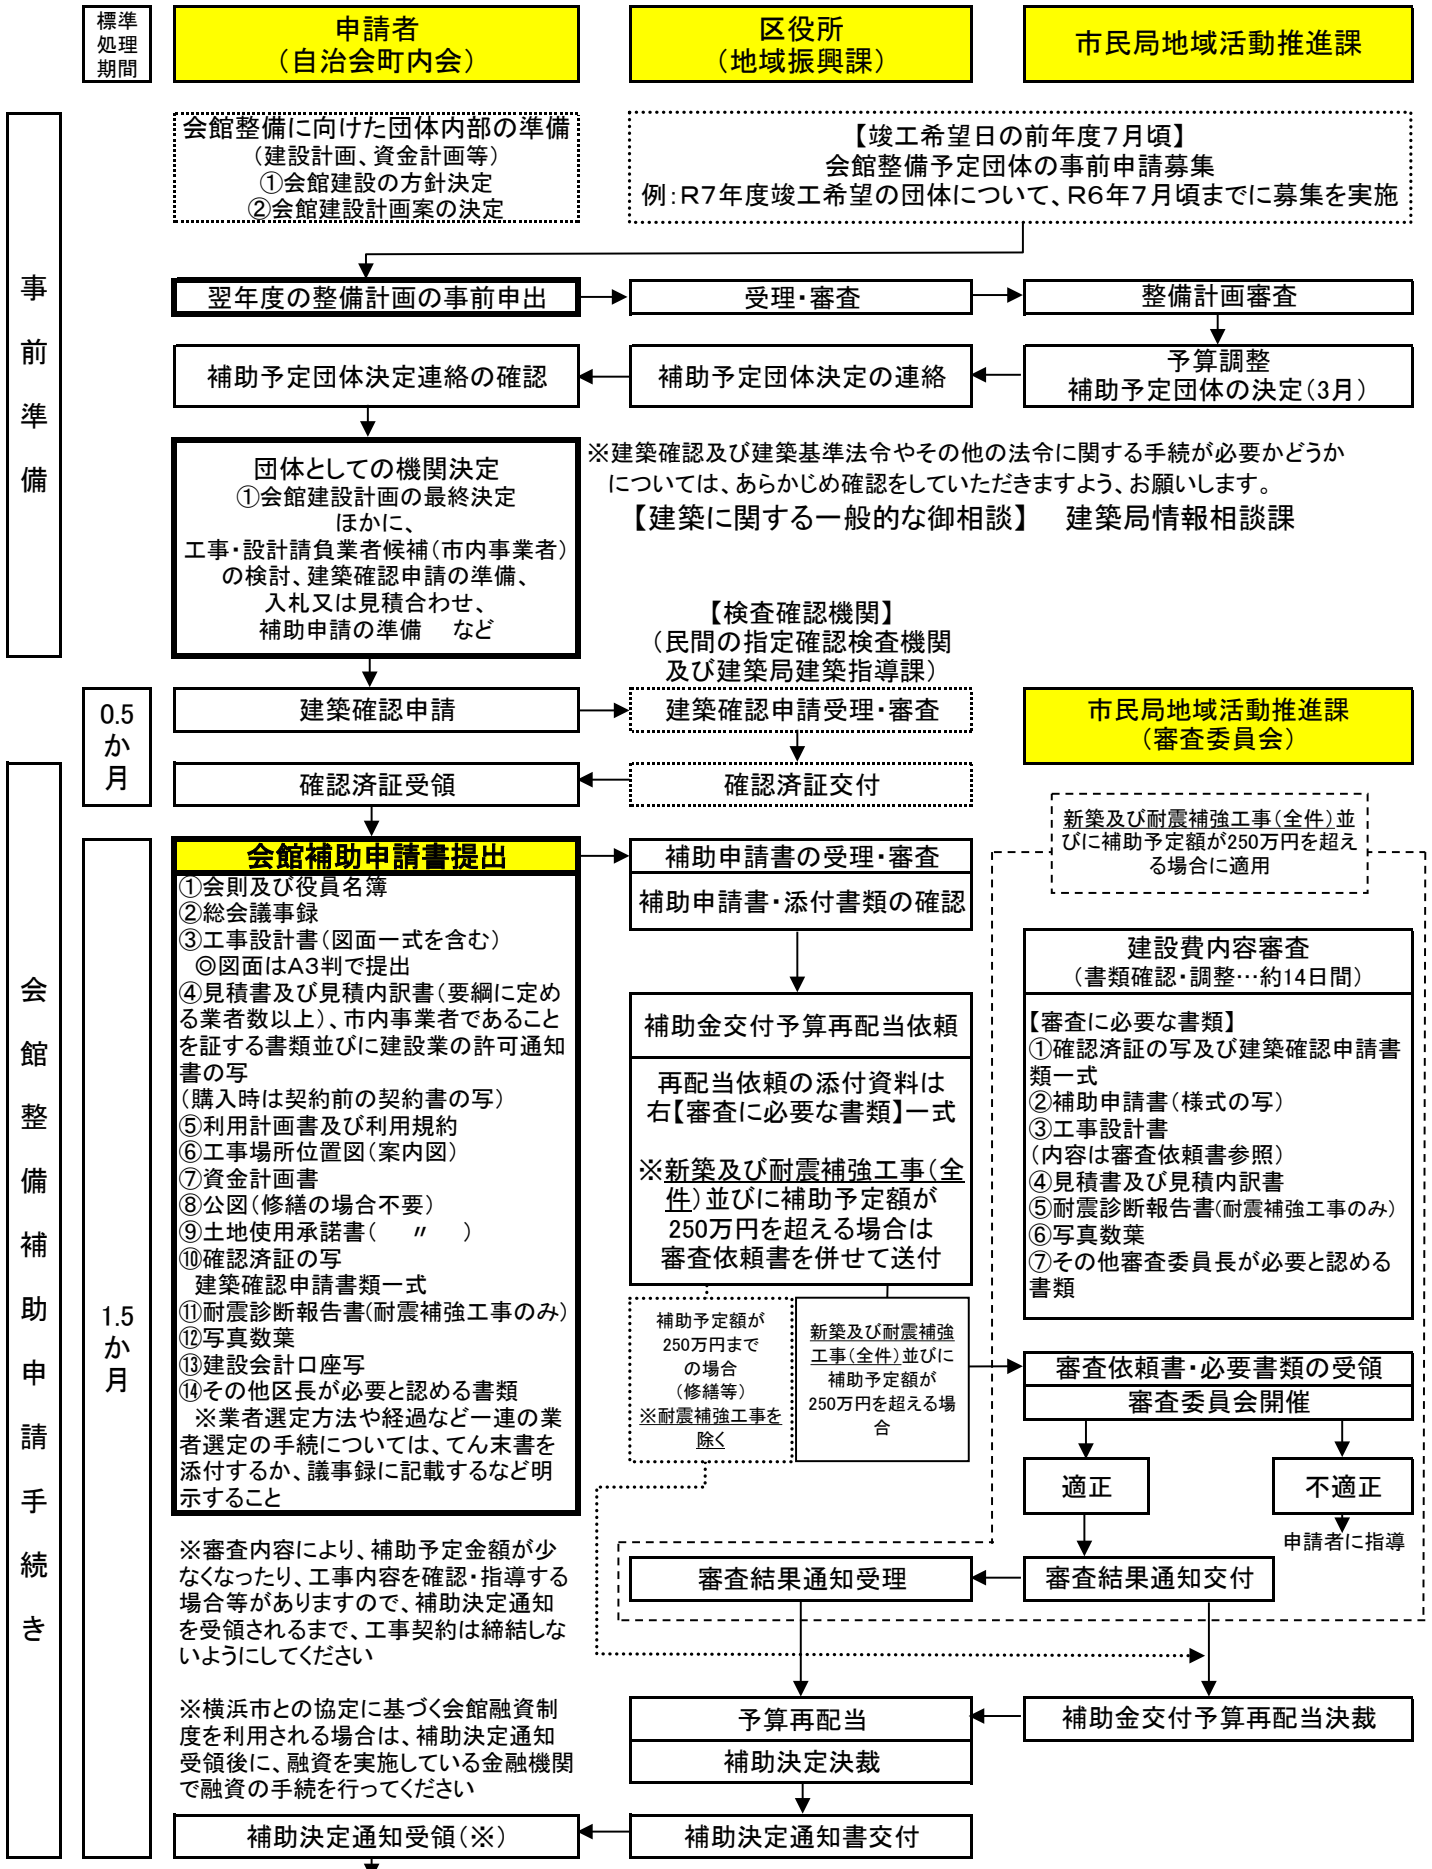 標準
処理
期間
申請者
（自治会町内会）
区役所
（地域振興課）
市民局地域活動推進課
事前準備
会館整備に向けた団体内部の準備
（建設計画、資金計画等）
①会館建設の方針決定
②会館建設計画案の決定
【竣工希望日の前年度７月頃】
会館整備予定団体の事前申請募集
例：Ｒ７年度竣工希望の団体について、Ｒ６年７月頃までに募集を実施
翌年度の整備計画の事前申出
受理・審査
整備計画審査
補助予定団体決定連絡の確認
補助予定団体決定の連絡
予算調整
補助予定団体の決定（3月）
団体としての機関決定
①会館建設計画の最終決定
ほかに、
工事・設計請負業者候補（市内事業者）
の検討、建築確認申請の準備、
入札又は見積合わせ、
補助申請の準備　など
※建築確認及び建築基準法令やその他の法令に関する手続が必要かどうか
については、あらかじめ確認をしていただきますよう、お願いします。
【建築に関する一般的な御相談】　建築局情報相談課
【検査確認機関】
（民間の指定確認検査機関
及び建築局建築指導課）
0.5
か
月
建築確認申請
建築確認申請受理・審査
市民局地域活動推進課
（審査委員会）
確認済証受領
確認済証交付
会館整備補助申請手続き
1.5
か
月
新築及び耐震補強工事（全件）並
びに補助予定額が250万円を超え
る場合に適用
会館補助申請書提出
①会則及び役員名簿
②総会議事録
③工事設計書（図面一式を含む）
◎図面はＡ３判で提出
④見積書及び見積内訳書（要綱に定め
る業者数以上）、市内事業者であること
を証する書類並びに建設業の許可通知
書の写
（購入時は契約前の契約書の写）
⑤利用計画書及び利用規約
⑥工事場所位置図（案内図）
⑦資金計画書
⑧公図（修繕の場合不要）
⑨土地使用承諾書（　〃　）
⑩確認済証の写
建築確認申請書類一式
⑪耐震診断報告書(耐震補強工事のみ)
⑫写真数葉
⑬建設会計口座写
⑭その他区長が必要と認める書類
※業者選定方法や経過など一連の業
者選定の手続については、てん末書を
添付するか、議事録に記載するなど明
示すること
補助申請書の受理・審査
補助申請書・添付書類の確認
補助金交付予算再配当依頼
再配当依頼の添付資料は
右【審査に必要な書類】一式
※新築及び耐震補強工事（全
件）並びに補助予定額が
250万円を超える場合は
審査依頼書を併せて送付
建設費内容審査
（書類確認・調整…約14日間）
【審査に必要な書類】
①確認済証の写及び建築確認申請書
類一式
②補助申請書（様式の写）
③工事設計書
（内容は審査依頼書参照）
④見積書及び見積内訳書
⑤耐震診断報告書(耐震補強工事のみ)
⑥写真数葉
⑦その他審査委員長が必要と認める
書類
補助予定額が
250万円まで
の場合
（修繕等）
※耐震補強工事を
除く
新築及び耐震補強
工事（全件）並びに
補助予定額が
250万円を超える場
合
審査依頼書・必要書類の受領
審査委員会開催
適正
不適正
申請者に指導
審査結果通知受理
審査結果通知交付
※審査内容により、補助予定金額が少
なくなったり、工事内容を確認・指導する
場合等がありますので、補助決定通知
を受領されるまで、工事契約は締結しな
いようにしてください
※横浜市との協定に基づく会館融資制
度を利用される場合は、補助決定通知
受領後に、融資を実施している金融機関
で融資の手続を行ってください
予算再配当
補助決定決裁
補助金交付予算再配当決裁
補助決定通知受領（※）
補助決定通知書交付